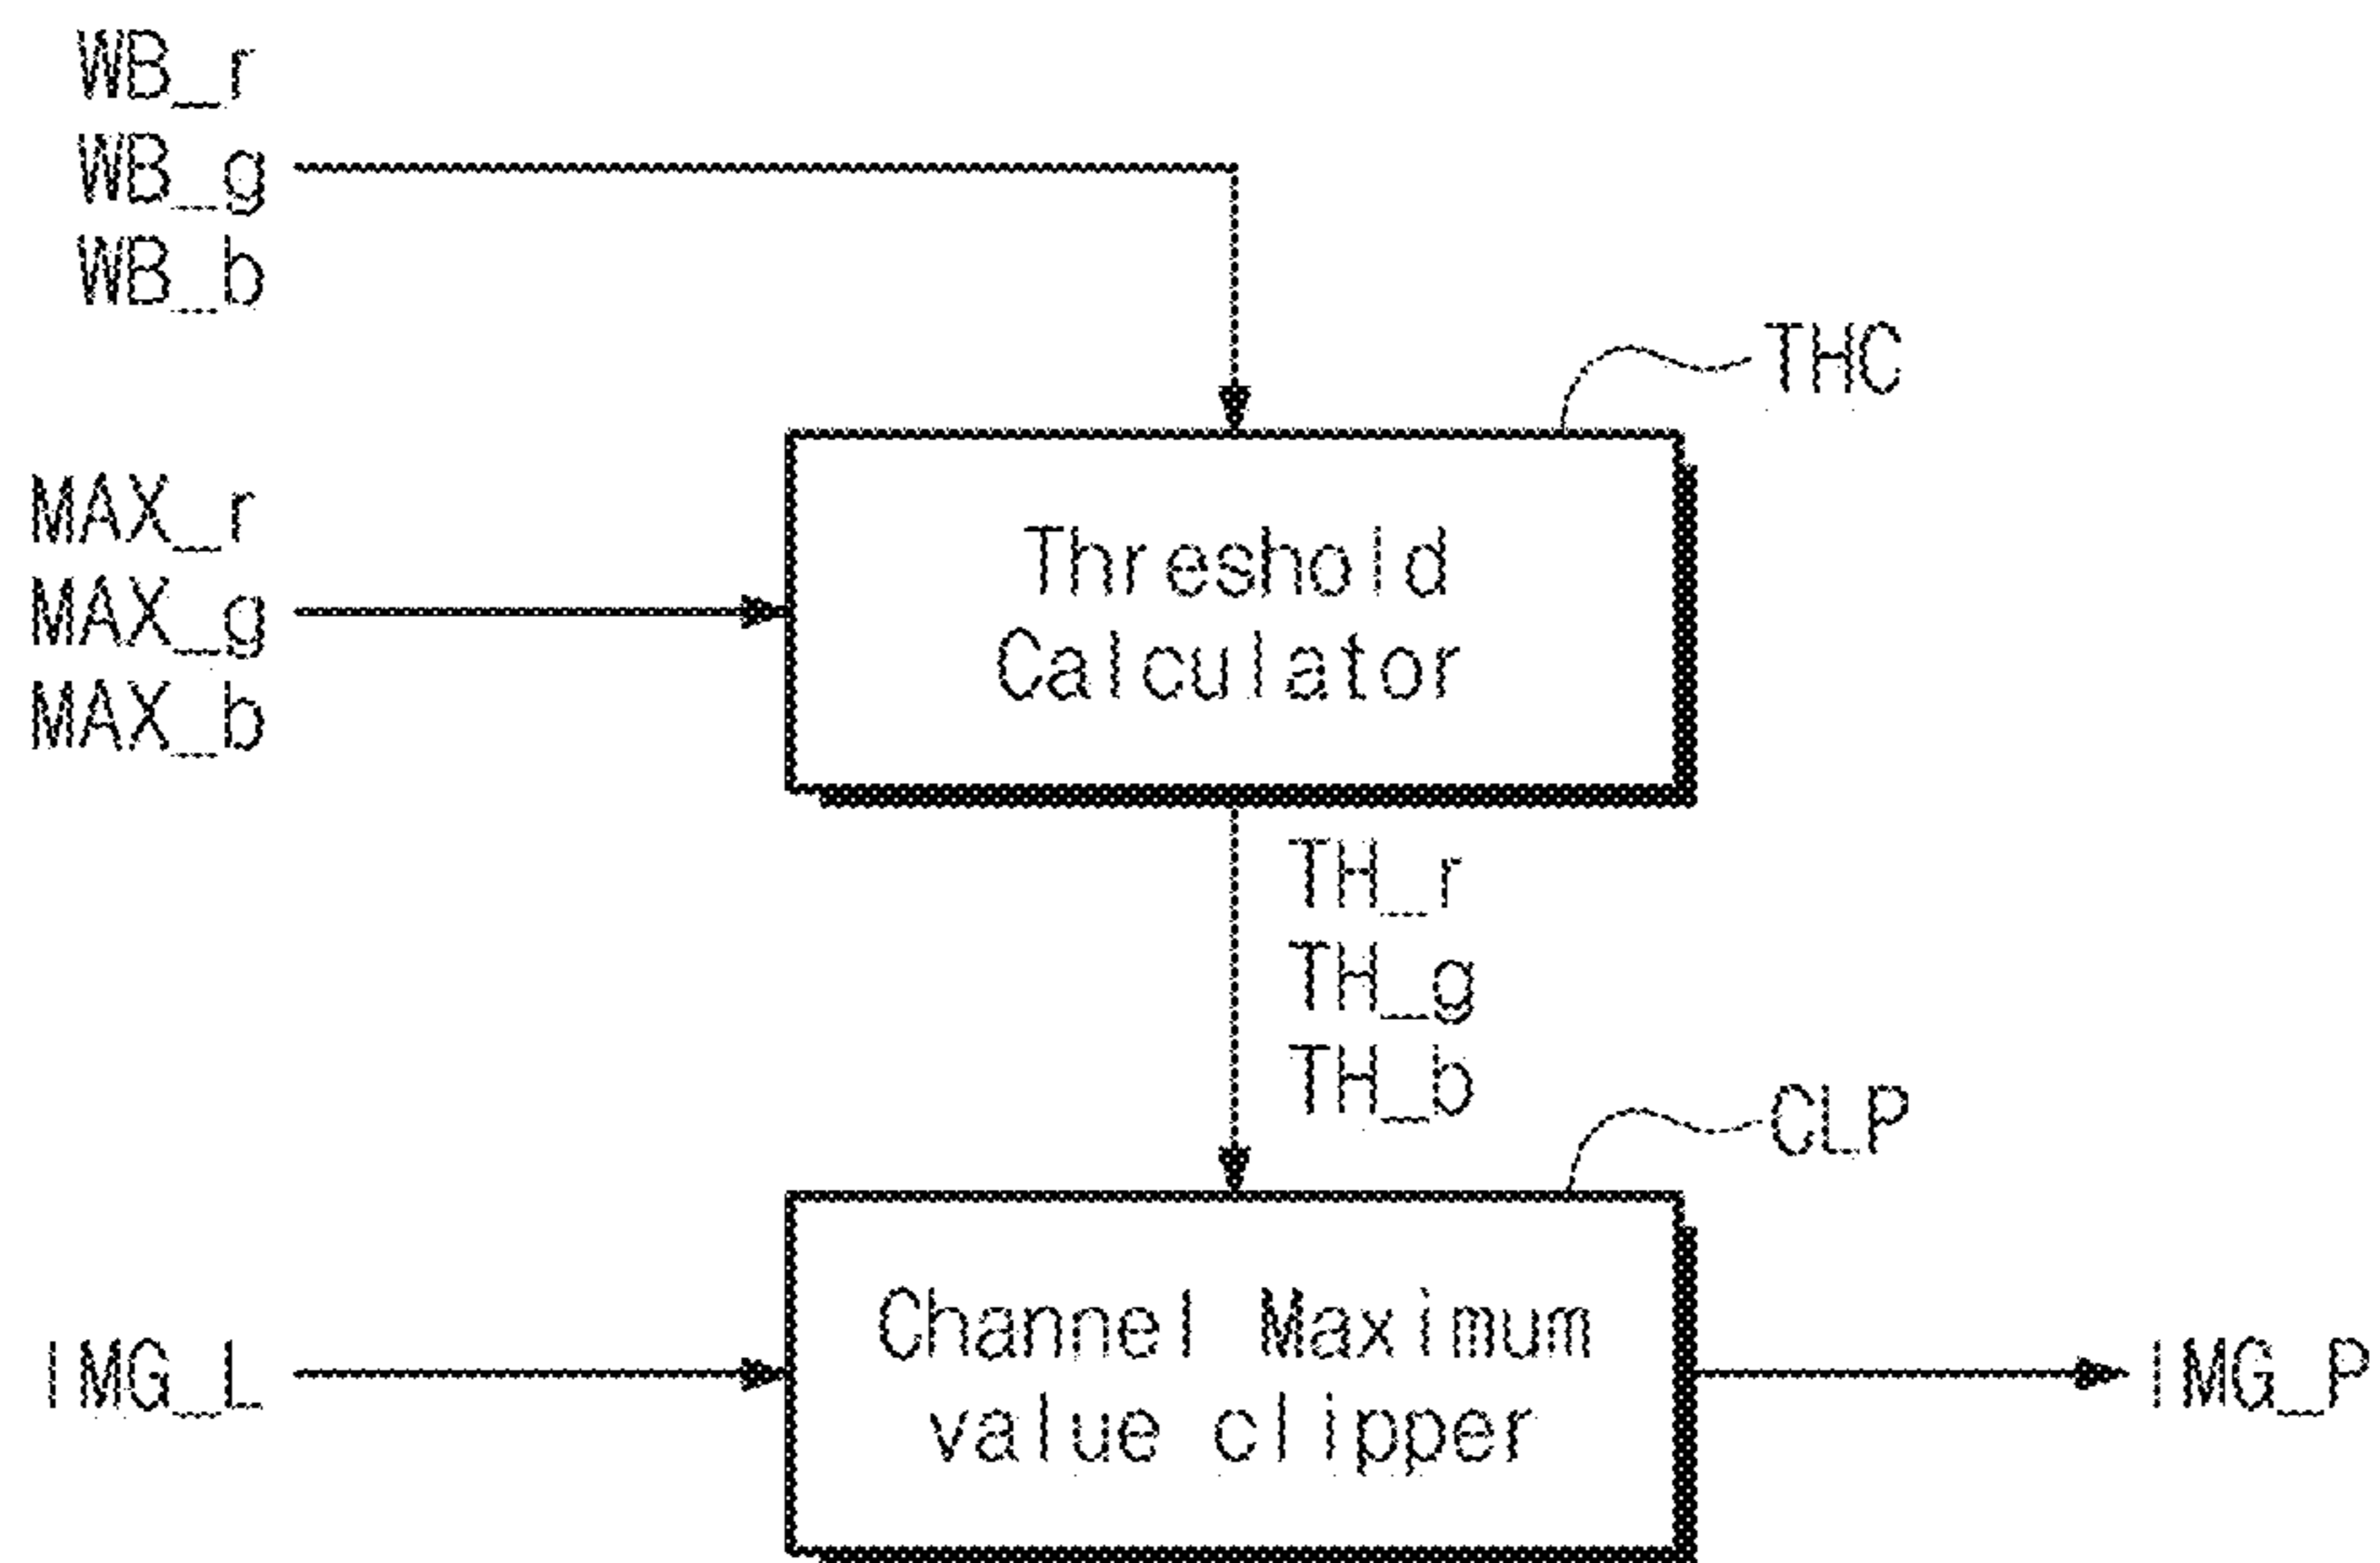 WB_r
WB_g
WB_b
THC
MAX_r
MAX_g
MAX_b
Threshold
Calculator
TH_r
TH_g
TH_b
CLP
IMG_L
Channel Maximum
value clipper
IMG_P